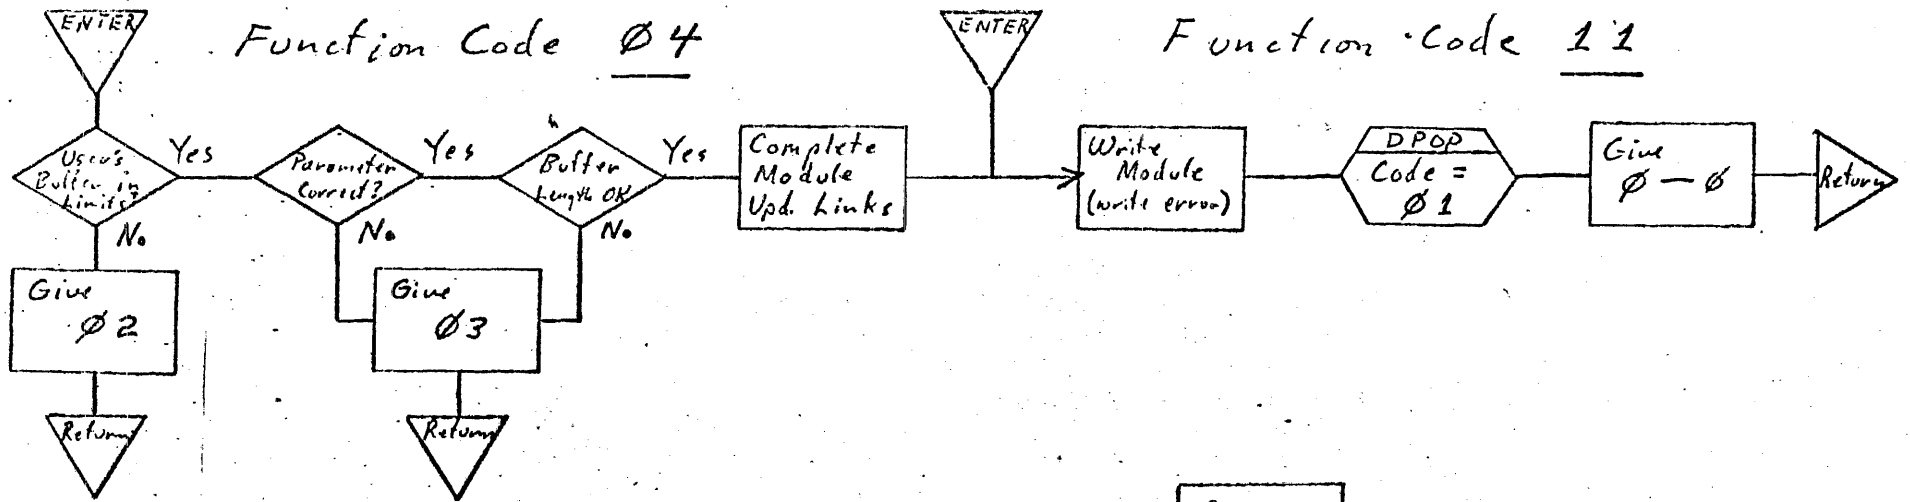 ENTER
Function Code Ø4
ENTER
Function Code 11
User's
Buffer in
Limits?
Yes
No
Parameter
Correct?
Yes
No
Buffer
Length OK
Yes
No
Complete
Module
Upd. Links
Write
Module
(write error)
DPOP
Code =
Ø1
Give
Ø — Ø
Return
Give
Ø2
Give
Ø3
Return
Return